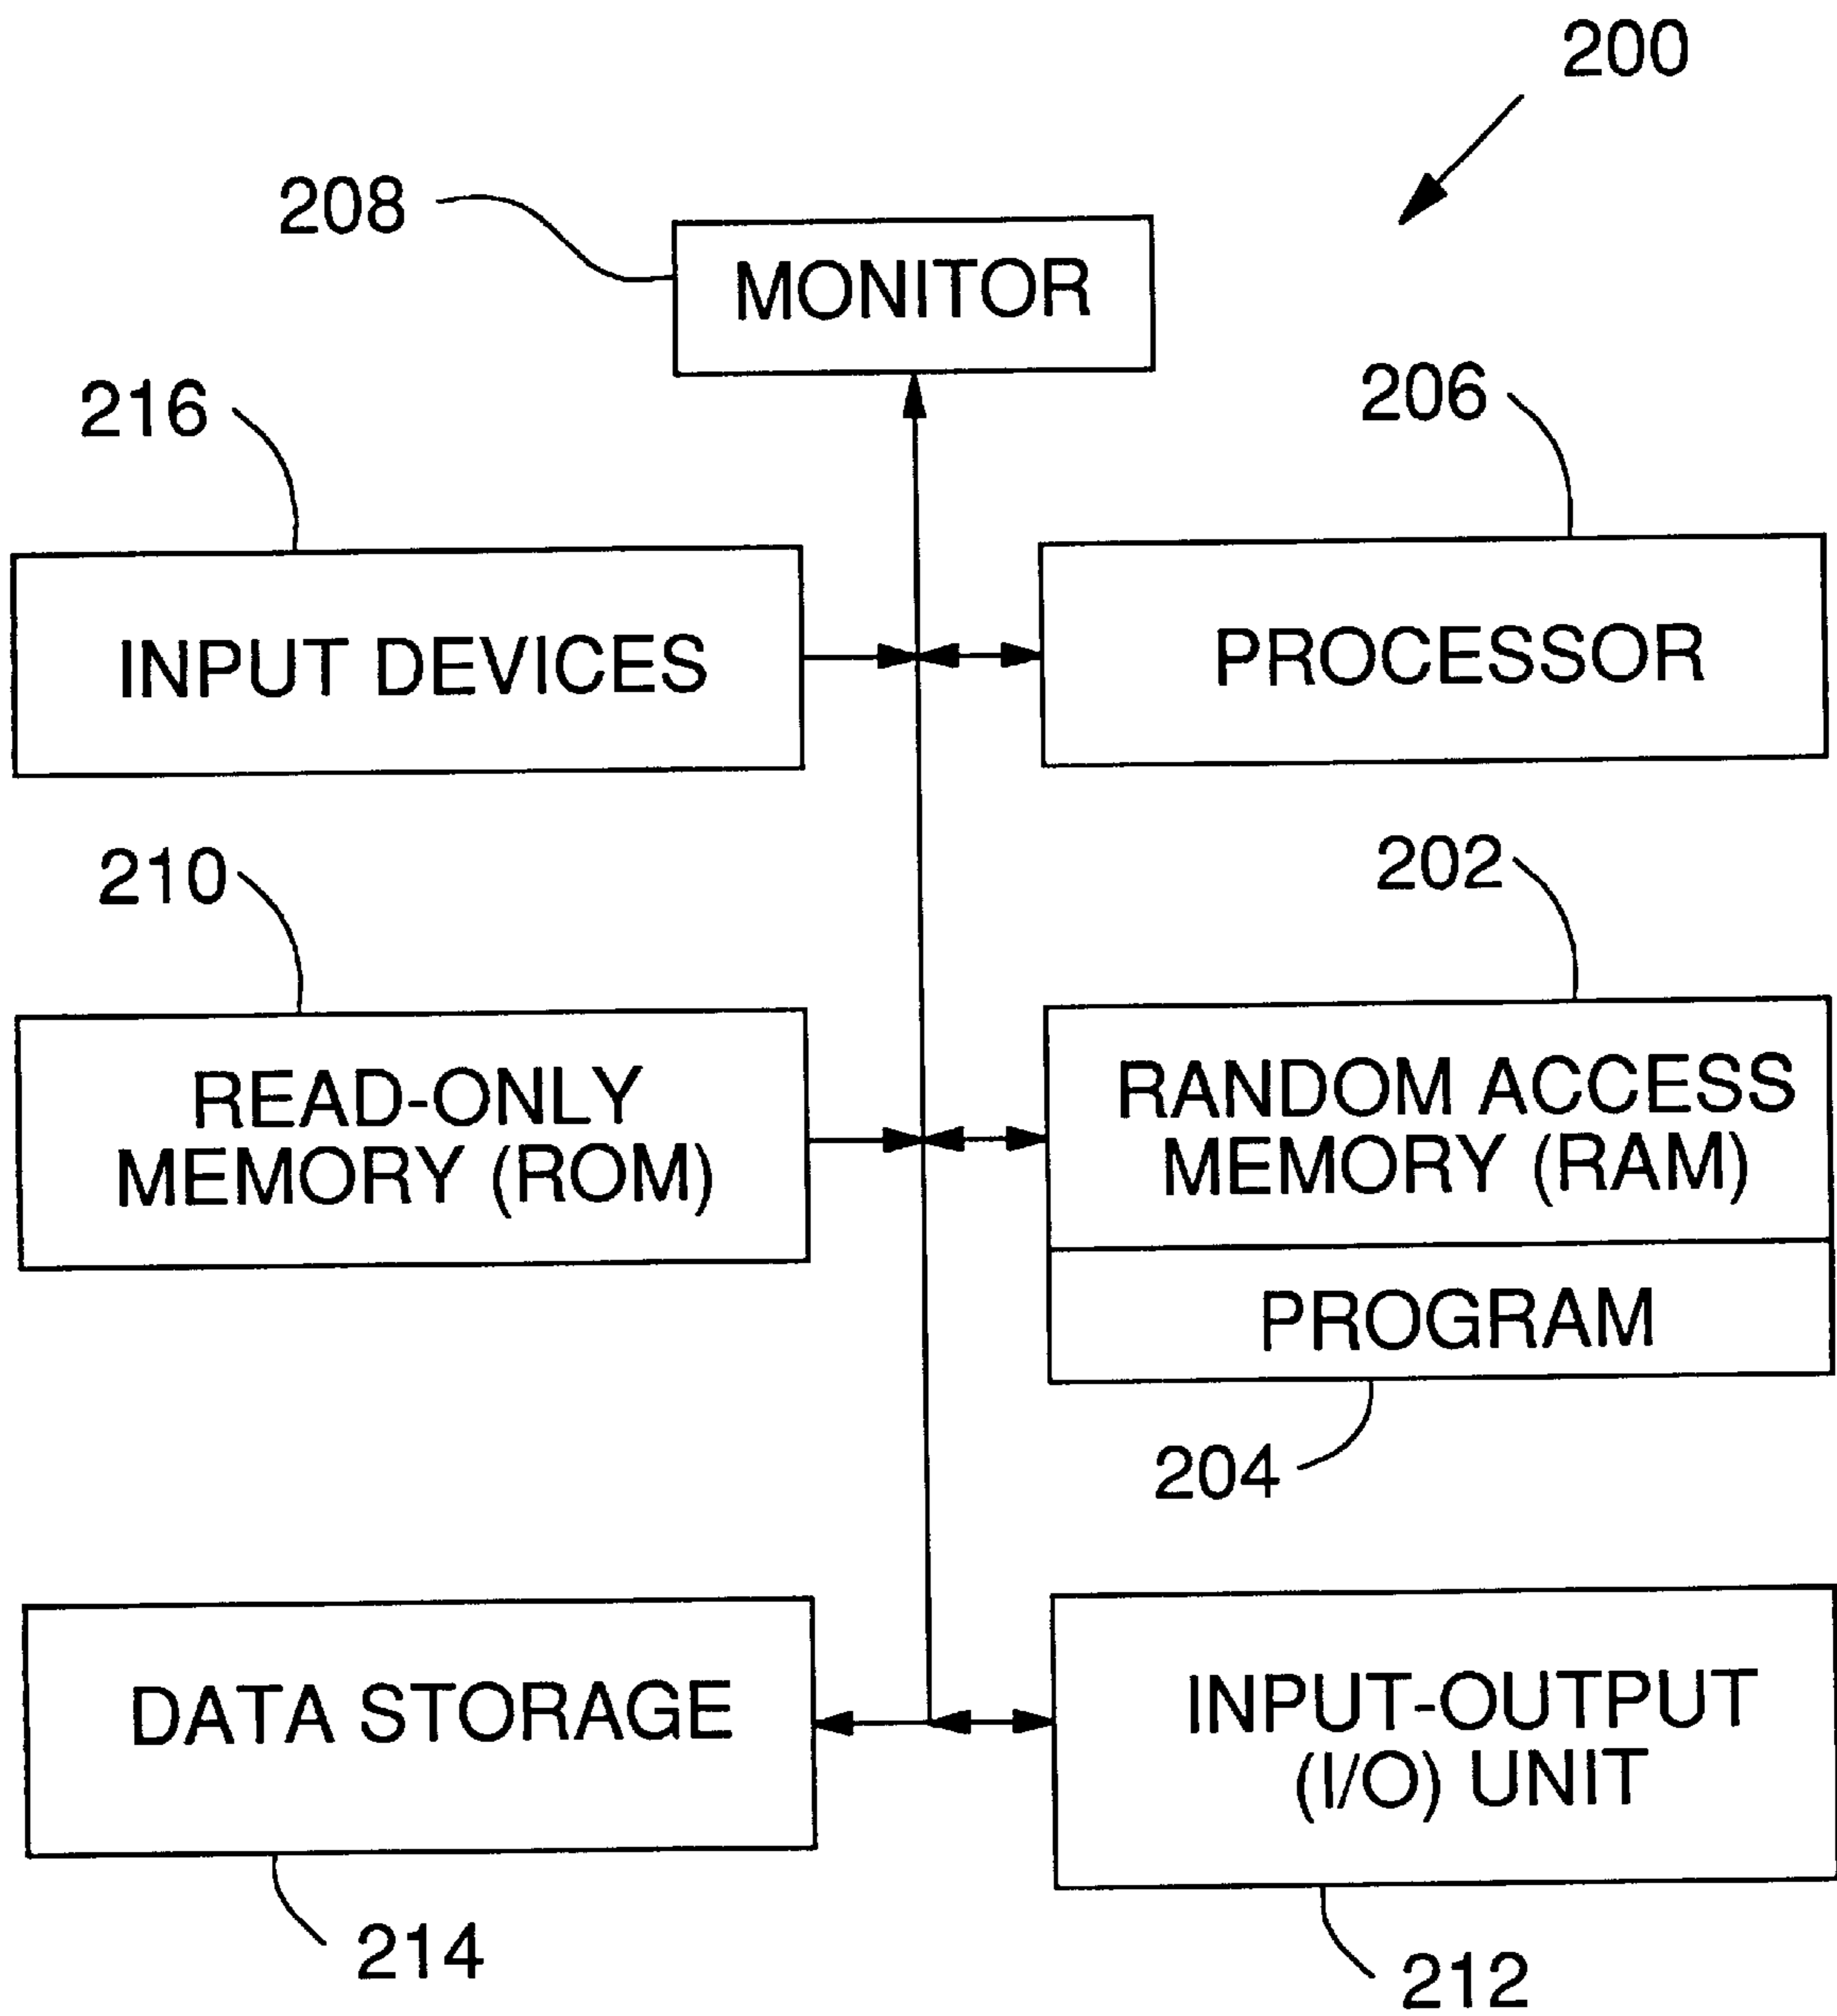 200
208
MONITOR
216
206
INPUT DEVICES
PROCESSOR
210
202
READ-ONLY
MEMORY (ROM)
RANDOM ACCESS
MEMORY (RAM)
PROGRAM
204
DATA STORAGE
INPUT-OUTPUT
(I/O) UNIT
214
212